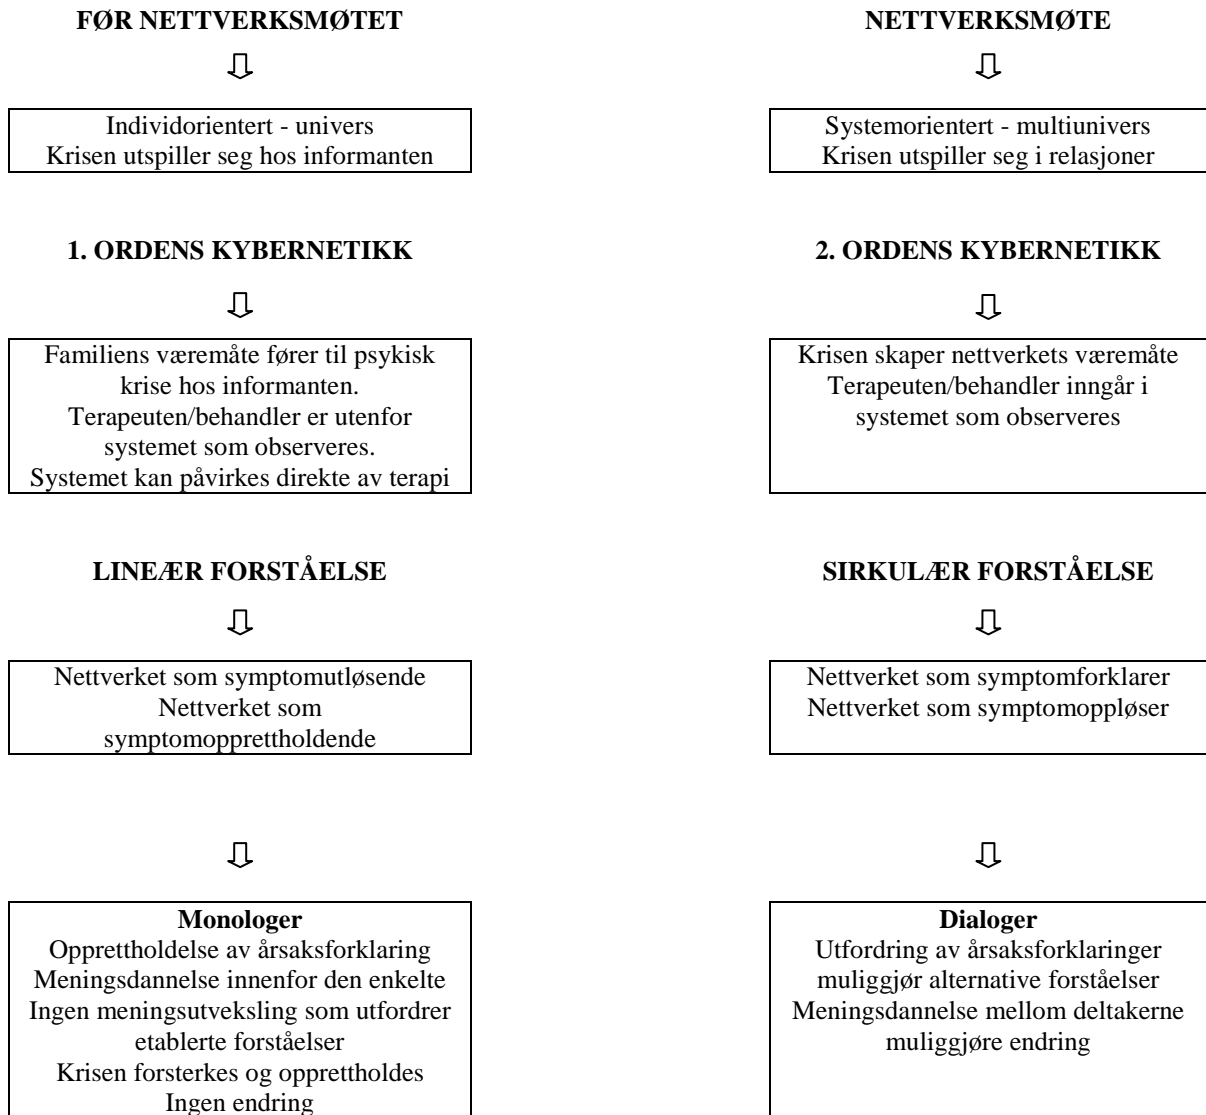 FØR NETTVERKSMØTET
Individorientert - univers
Krisen utspiller seg hos informanten
1. ORDENS KYBERNETIKK
Familiens væremåte fører til psykisk
krise hos informanten.
Terapeuten/behandler er utenfor
systemet som observeres.
Systemet kan påvirkes direkte av terapi
LINEÆR FORSTÅELSE
Nettverket som symptomutløsende
Nettverket som
symptomopprettholdende
Monologer
Opprettholdelse av årsaksforklaring
Meningsdannelse innenfor den enkelte
Ingen meningsutveksling som utfordrer
etablerte forståelser
Krisen forsterkes og opprettholdes
Ingen endring
NETTVERKSMØTE
Systemorientert - multiunivers
Krisen utspiller seg i relasjoner
2. ORDENS KYBERNETIKK
Krisen skaper nettverkets væremåte
Terapeuten/behandler inngår i
systemet som observeres
SIRKULÆR FORSTÅELSE
Nettverket som symptomforklarer
Nettverket som symptomoppløser
Dialoger
Utfordring av årsaksforklaringer
muliggjør alternative forståelser
Meningsdannelse mellom deltakerne
muliggjøre endring